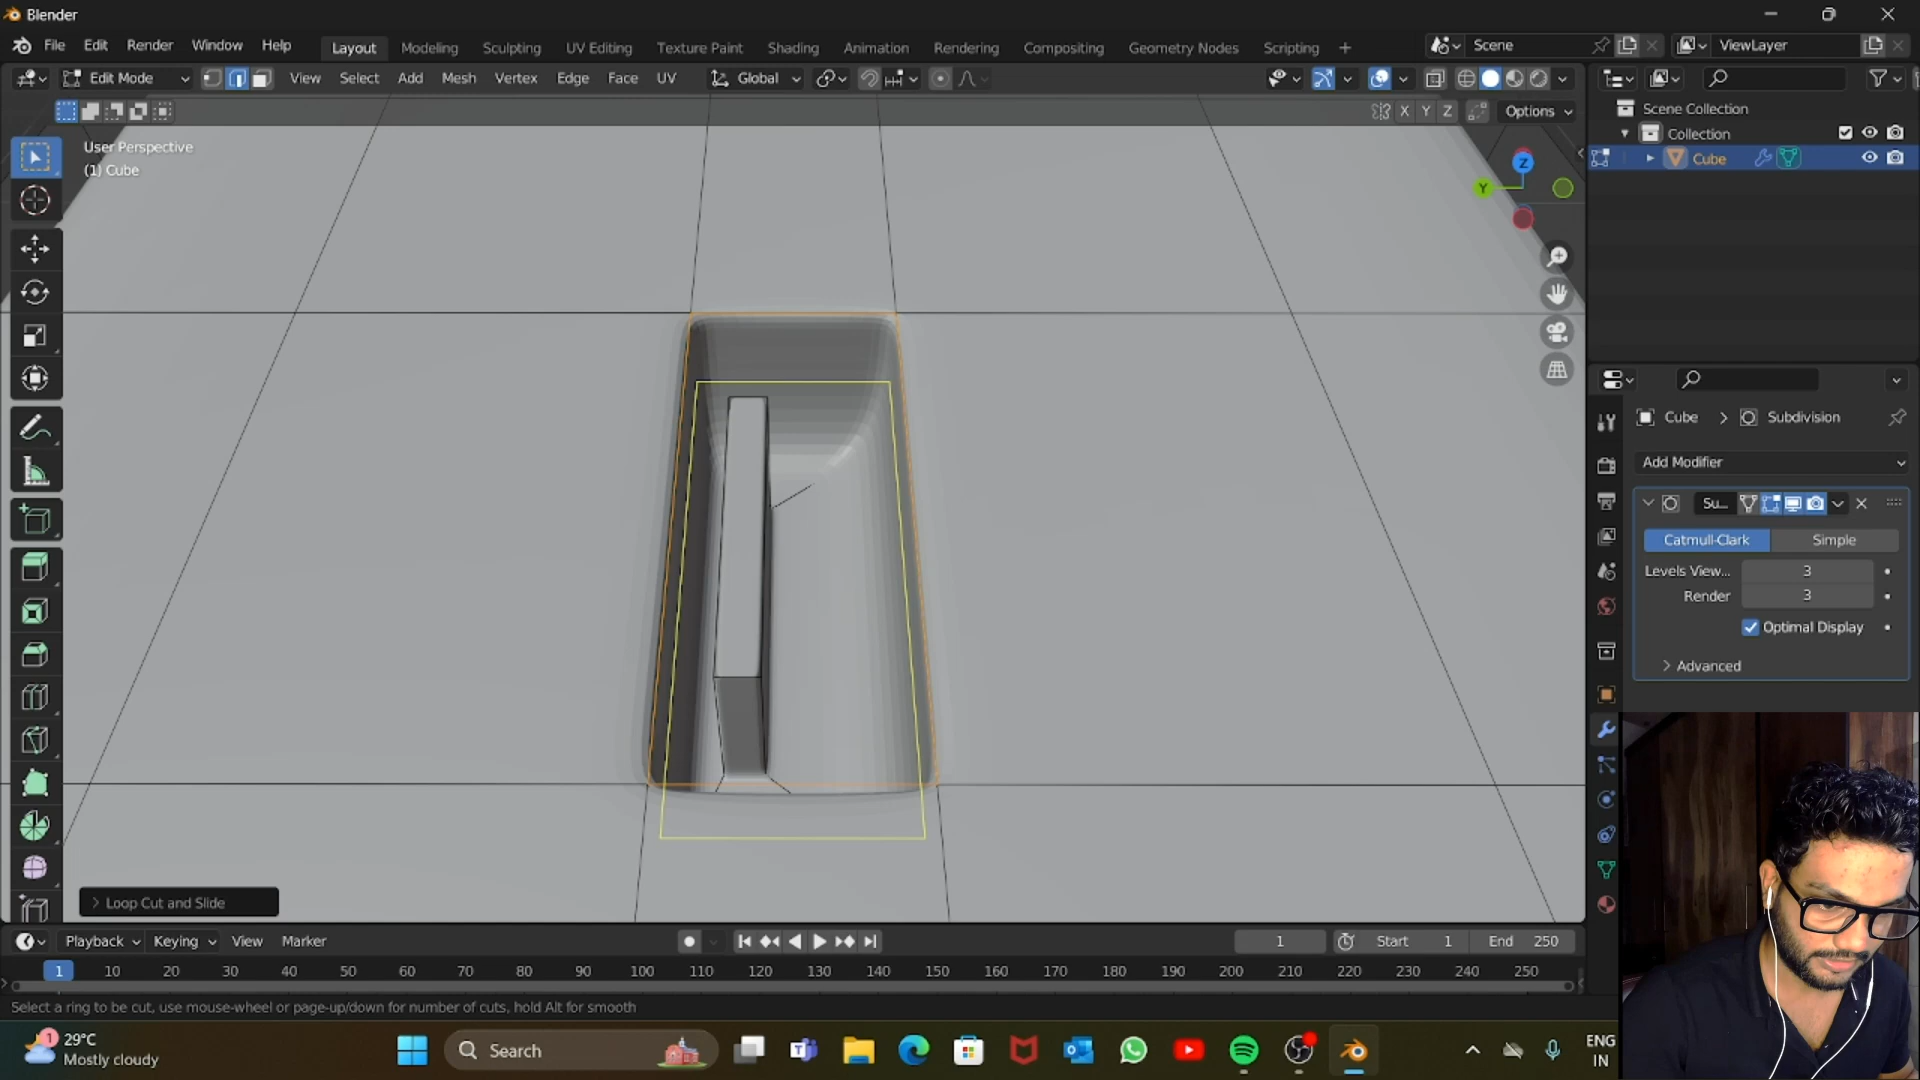 Blender
File Edit Render Window Help
Layout Modeling Sculpting UV Editing Texture Paint Shading Animation Rendering Compositing Geometry Nodes Scripting +
Scene
ViewLayer
Edit Mode View Select Add Mesh Vertex Edge Face UV Global
X Y Z Options
User Perspective
(1) Cube
Z
Y
Scene Collection
Collection
Cube
Cube > Subdivision
Add Modifier
Su...
Catmull-Clark Simple
Levels View... 3
Render 3
Optimal Display
Advanced
Loop Cut and Slide
Playback Keying View Marker
1 Start 1 End 250
1 10 20 30 40 50 60 70 80 90 100 110 120 130 140 150 160 170 180 190 200 210 220 230 240 250
Select a ring to be cut, use mouse-wheel or page-up/down for number of cuts, hold Alt for smooth
1
29°C
Mostly cloudy
Search
ENG
IN